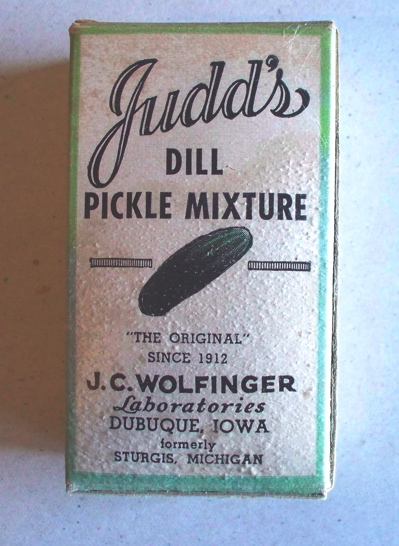 Judd's
DILL
PICKLE MIXTURE
"THE ORIGINAL"
SINCE 1912
J.C. WOLFINGER
Laboratories
DUBUQUE, IOWA
formerly
STURGIS, MICHIGAN